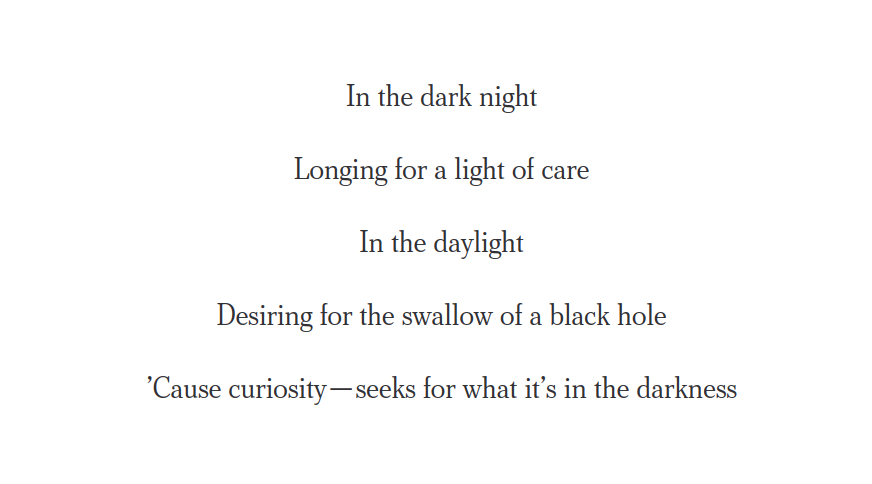 In the dark night
Longing for a light of care
In the daylight
Desiring for the swallow of a black hole
’Cause curiosity—seeks for what it’s in the darkness